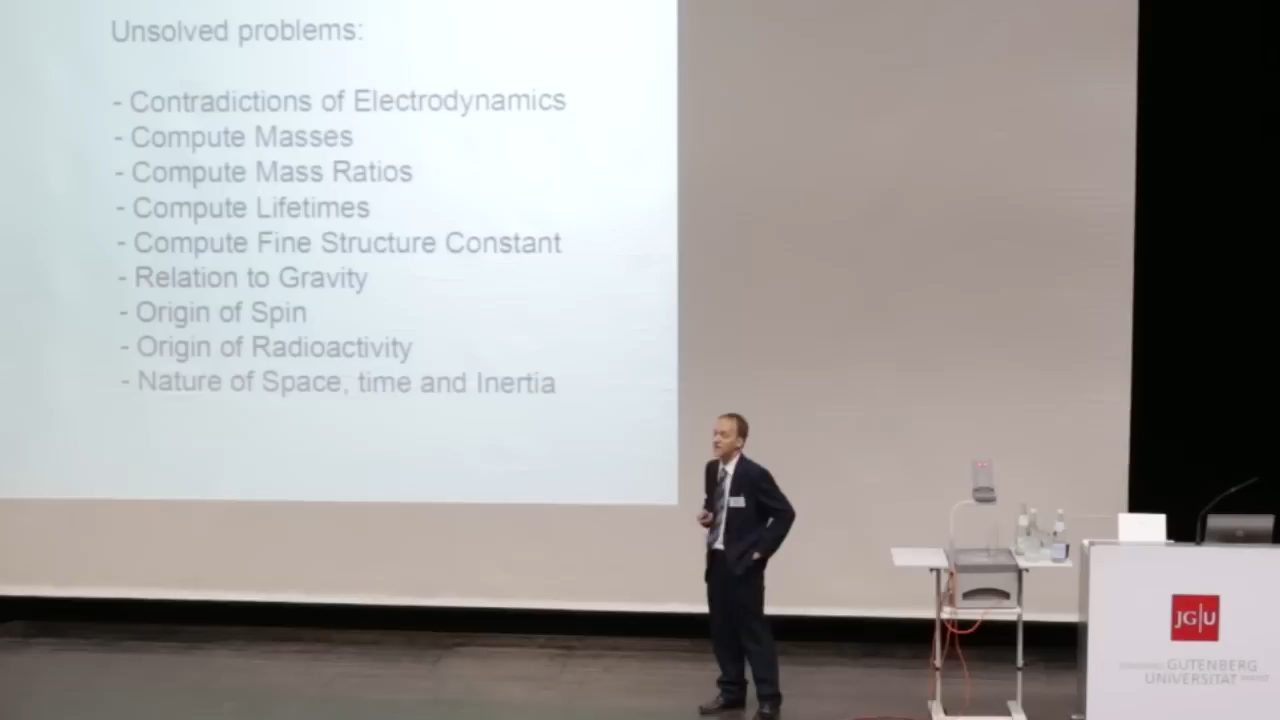 Unsolved problems:
- Contradictions of Electrodynamics
- Compute Masses
- Compute Mass Ratios
- Compute Lifetimes
- Compute Fine Structure Constant
- Relation to Gravity
- Origin of Spin
- Origin of Radioactivity
- Nature of Space, time and Inertia
JG|U
GUTENBERG
UNIVERSITÄT